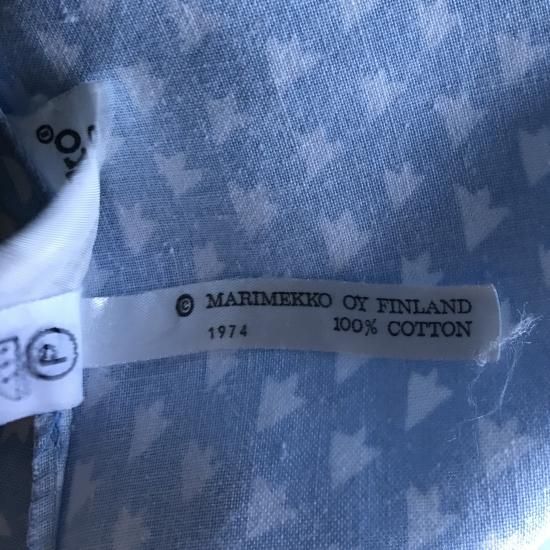 © MARIMEKKO OY FINLAND
1974 100% COTTON
P